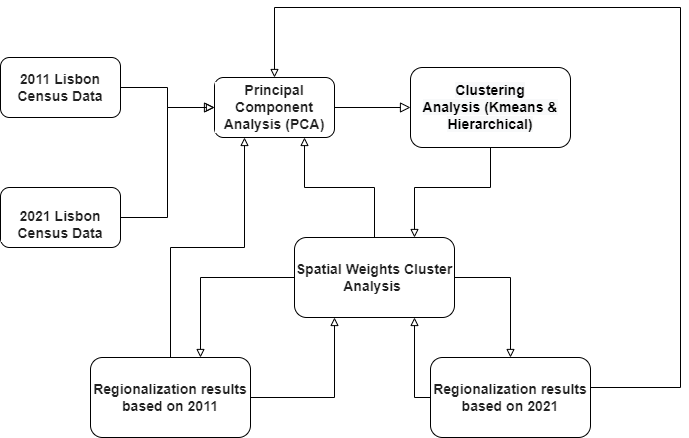 2011 Lisbon
Census Data
Principal
Component
Analysis (PCA)
Clustering
Analysis (Kmeans &
Hierarchical)
2021 Lisbon
Census Data
Spatial Weights Cluster
Analysis
Regionalization results
based on 2011
Regionalization results
based on 2021